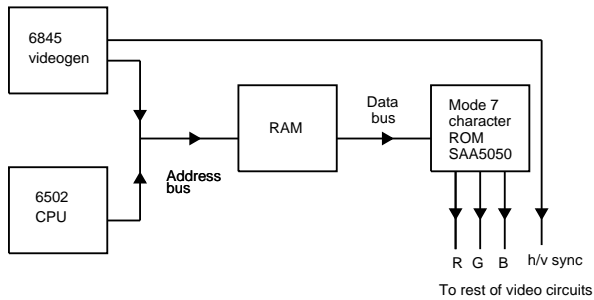 6845
videogen
Data
bus
RAM
Mode 7
character
ROM
SAA5050
Address
bus
6502
CPU
R G B h/v sync
To rest of video circuits